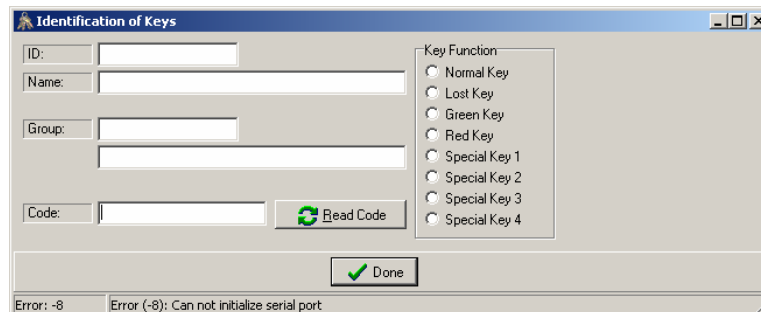 Identification of Keys
ID:
Name:
Group:
Code:
Read Code
Key Function
Normal Key
Lost Key
Green Key
Red Key
Special Key 1
Special Key 2
Special Key 3
Special Key 4
Done
Error: -8
Error (-8): Can not initialize serial port